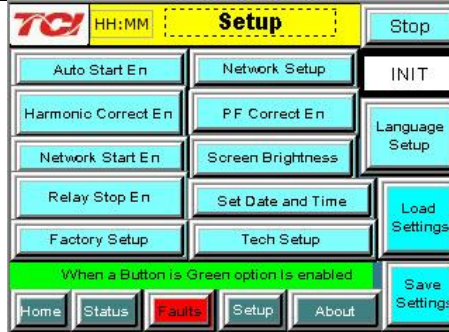 TCI HH:MM Setup Stop
Auto Start En Network Setup INIT
Harmonic Correct En PF Correct En
Language
Setup
Network Start En Screen Brightness
Relay Stop En Set Date and Time
Load
Settings
Factory Setup Tech Setup
When a Button is Green option Is enabled
Save
Settings
Home Status Faults Setup About